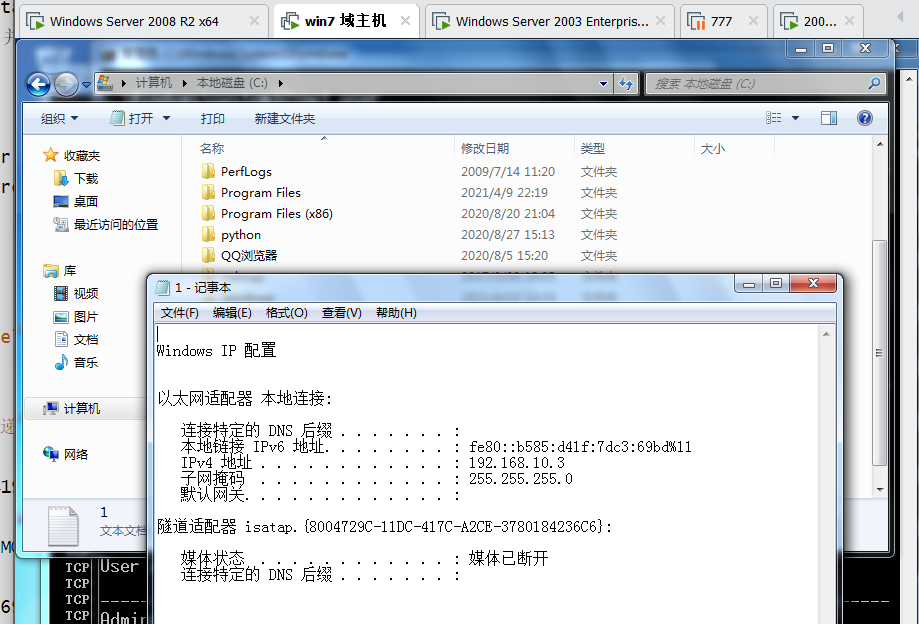 Windows Server 2008 R2 x64
win7 域主机
Windows Server 2003 Enterpris...
777
200...
计算机
本地磁盘 (C:)
搜索 本地磁盘 (C:)
组织
打开
打印
新建文件夹
名称
修改日期
类型
大小
收藏夹
下载
桌面
最近访问的位置
库
视频
图片
文档
音乐
计算机
网络
PerfLogs 2009/7/14 11:20 文件夹
Program Files 2021/4/9 22:19 文件夹
Program Files (x86) 2020/8/20 21:04 文件夹
python 2020/8/27 15:13 文件夹
QQ浏览器 2020/8/5 15:20 文件夹
1
文本文档
1 - 记事本
文件(F) 编辑(E) 格式(O) 查看(V) 帮助(H)
Windows IP 配置
以太网适配器 本地连接:
连接特定的 DNS 后缀 . . . . . . . :
本地链接 IPv6 地址. . . . . . . . : fe80::b585:d41f:7dc3:69bd%11
IPv4 地址 . . . . . . . . . . . . : 192.168.10.3
子网掩码 . . . . . . . . . . . . : 255.255.255.0
默认网关. . . . . . . . . . . . . :
隧道适配器 isatap.{8004729C-11DC-417C-A2CE-3780184236C6}:
媒体状态 . . . . . . . . . . . . : 媒体已断开
连接特定的 DNS 后缀 . . . . . . . :
TCP
TCP
TCP
TCP
User
Admin